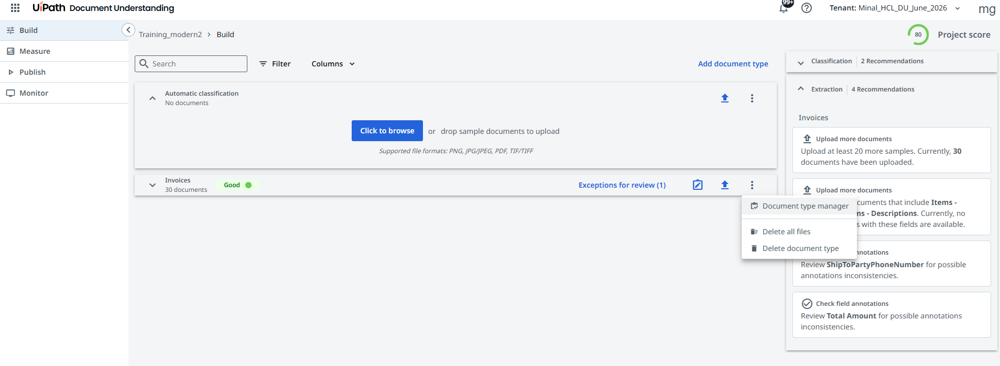 UiPath Document Understanding
99+
Tenant: Minal_HCL_DU_June_2026
mg
Build
Measure
Publish
Monitor
Training_modern2 > Build
80
Project score
Search
Filter
Columns
Add document type
Automatic classification
No documents
Click to browse or drop sample documents to upload
Supported file formats: PNG, JPG/JPEG, PDF, TIF/TIFF
Invoices
30 documents
Good
Exceptions for review (1)
Document type manager
Delete all files
Delete document type
Classification | 2 Recommendations
Extraction | 4 Recommendations
Invoices
Upload more documents
Upload at least 20 more samples. Currently, 30
documents have been uploaded.
Upload more documents
cuments that include Items -
ns - Descriptions. Currently, no
s with these fields are available.
nnotations
Review ShipToPartyPhoneNumber for possible
annotations inconsistencies.
Check field annotations
Review Total Amount for possible annotations
inconsistencies.